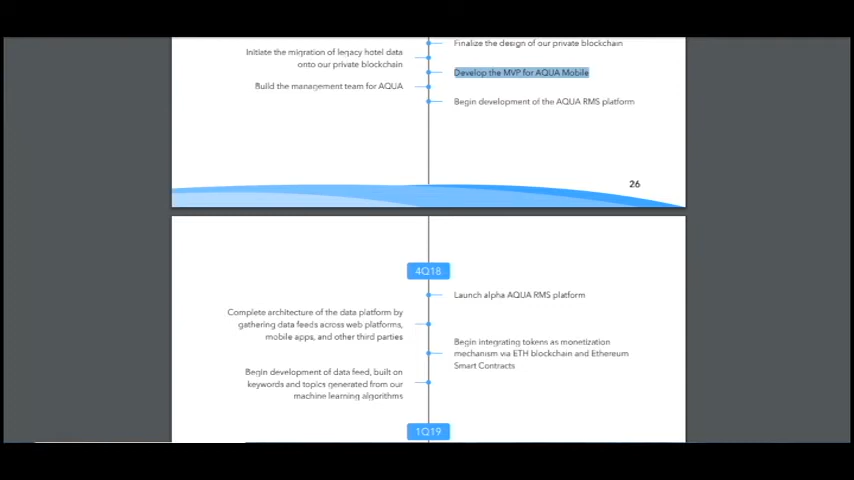 Finalize the design of our private blockchain
Initiate the migration of legacy hotel data
onto our private blockchain
Develop the MVP for AQUA Mobile
Build the management team for AQUA
Begin development of the AQUA RMS platform
26
4Q18
Launch alpha AQUA RMS platform
Complete architecture of the data platform by
gathering data feeds across web platforms,
mobile apps, and other third parties
Begin integrating tokens as monetization
mechanism via ETH blockchain and Ethereum
Smart Contracts
Begin development of data feed, built on
keywords and topics generated from our
machine learning algorithms
1Q19